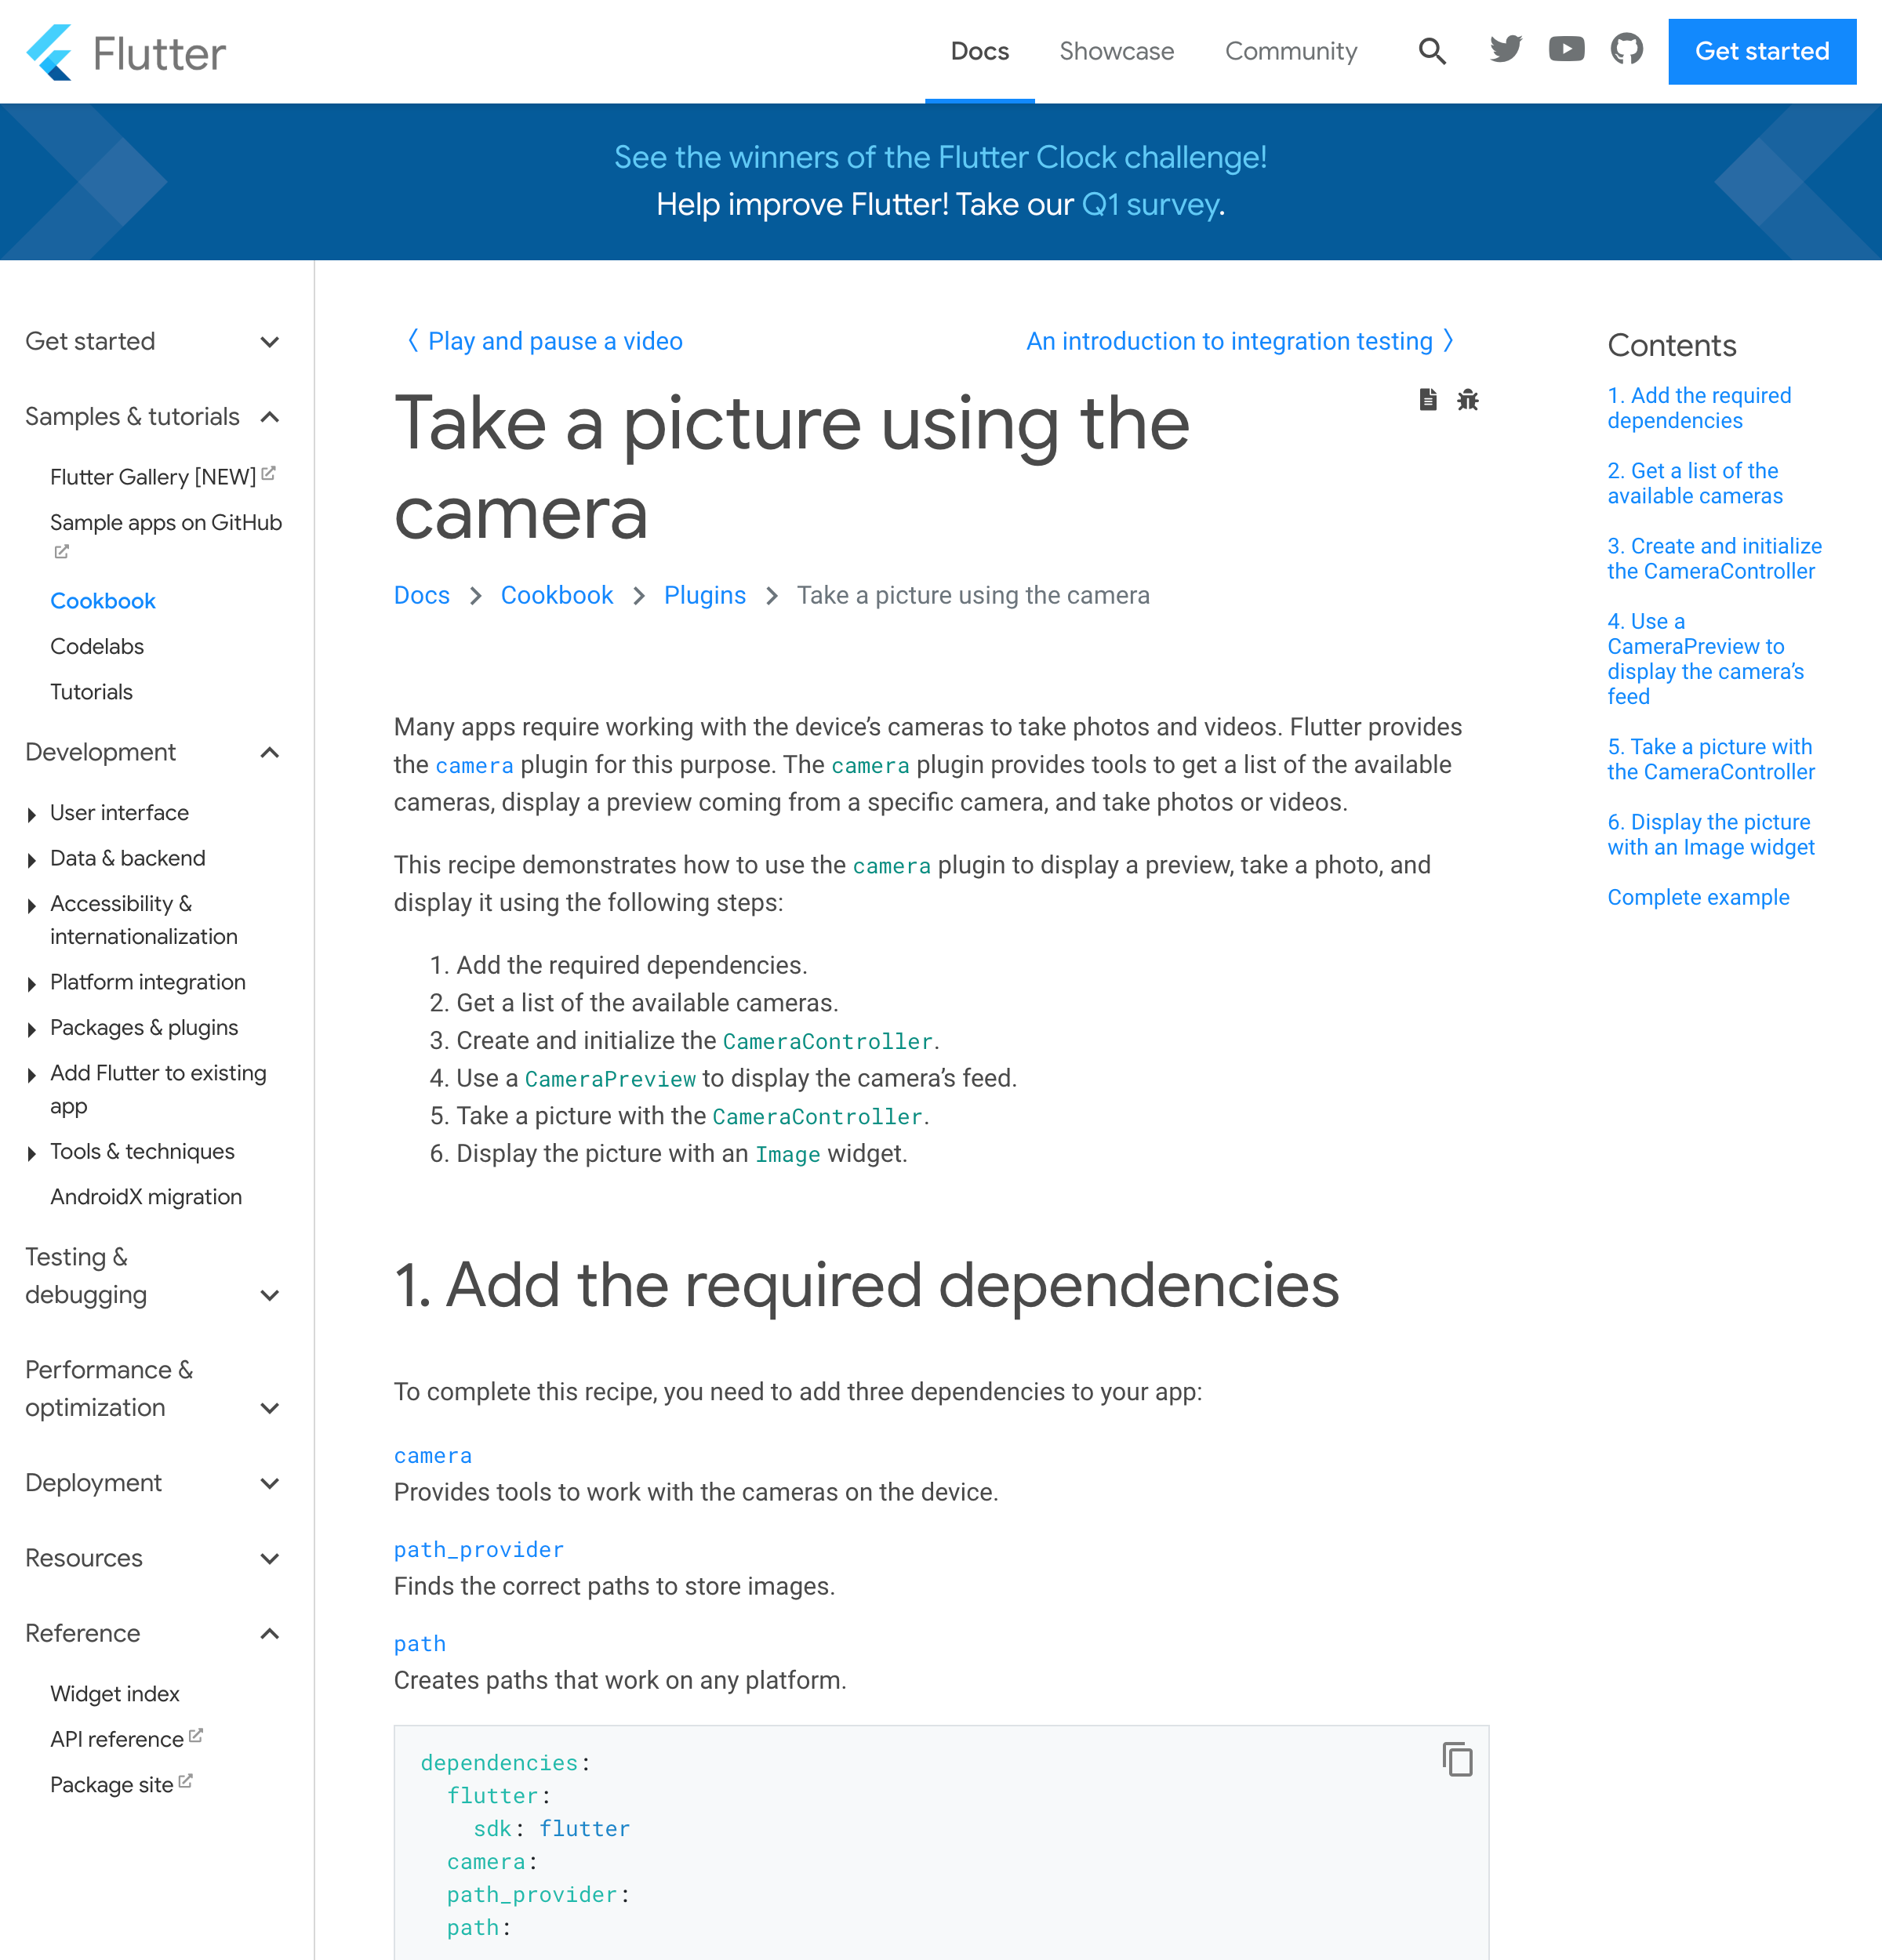 Flutter
Docs
Showcase
Community
Get started
See the winners of the Flutter Clock challenge!
Help improve Flutter! Take our Q1 survey.
Get started
Samples & tutorials
Flutter Gallery [NEW]
Sample apps on GitHub
Cookbook
Codelabs
Tutorials
Development
User interface
Data & backend
Accessibility &
internationalization
Platform integration
Packages & plugins
Add Flutter to existing
app
Tools & techniques
AndroidX migration
Testing &
debugging
Performance &
optimization
Deployment
Resources
Reference
Widget index
API reference
Package site
〈 Play and pause a video
An introduction to integration testing 〉
Take a picture using the
camera
Docs > Cookbook > Plugins > Take a picture using the camera
Many apps require working with the device’s cameras to take photos and videos. Flutter provides
the camera plugin for this purpose. The camera plugin provides tools to get a list of the available
cameras, display a preview coming from a specific camera, and take photos or videos.
This recipe demonstrates how to use the camera plugin to display a preview, take a photo, and
display it using the following steps:
1. Add the required dependencies.
2. Get a list of the available cameras.
3. Create and initialize the CameraController.
4. Use a CameraPreview to display the camera’s feed.
5. Take a picture with the CameraController.
6. Display the picture with an Image widget.
1. Add the required dependencies
To complete this recipe, you need to add three dependencies to your app:
camera
Provides tools to work with the cameras on the device.
path_provider
Finds the correct paths to store images.
path
Creates paths that work on any platform.
dependencies:
  flutter:
    sdk: flutter
  camera:
  path_provider:
  path:
Contents
1. Add the required
dependencies
2. Get a list of the
available cameras
3. Create and initialize
the CameraController
4. Use a
CameraPreview to
display the camera’s
feed
5. Take a picture with
the CameraController
6. Display the picture
with an Image widget
Complete example